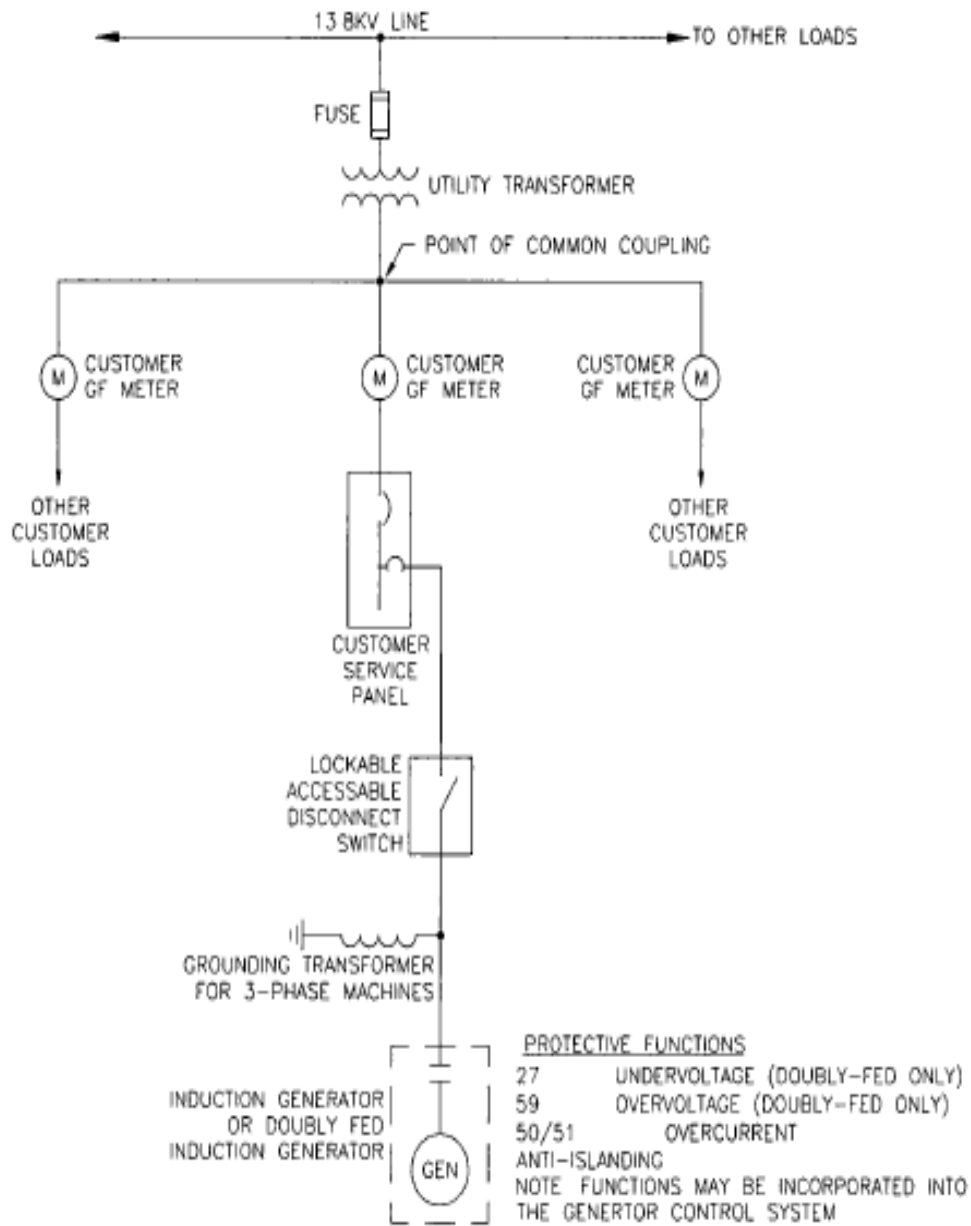 13 8KV LINE
TO OTHER LOADS
FUSE
UTILITY TRANSFORMER
POINT OF COMMON COUPLING
CUSTOMER
GF METER
M
CUSTOMER
GF METER
M
CUSTOMER
GF METER
M
OTHER
CUSTOMER
LOADS
OTHER
CUSTOMER
LOADS
CUSTOMER
SERVICE
PANEL
LOCKABLE
ACCESSABLE
DISCONNECT
SWITCH
GROUNDING TRANSFORMER
FOR 3-PHASE MACHINES
INDUCTION GENERATOR
OR DOUBLY FED
INDUCTION GENERATOR
GEN
PROTECTIVE FUNCTIONS
27 UNDERVOLTAGE (DOUBLY-FED ONLY)
59 OVERVOLTAGE (DOUBLY-FED ONLY)
50/51 OVERCURRENT
ANTI-ISLANDING
NOTE FUNCTIONS MAY BE INCORPORATED INTO
THE GENERTOR CONTROL SYSTEM